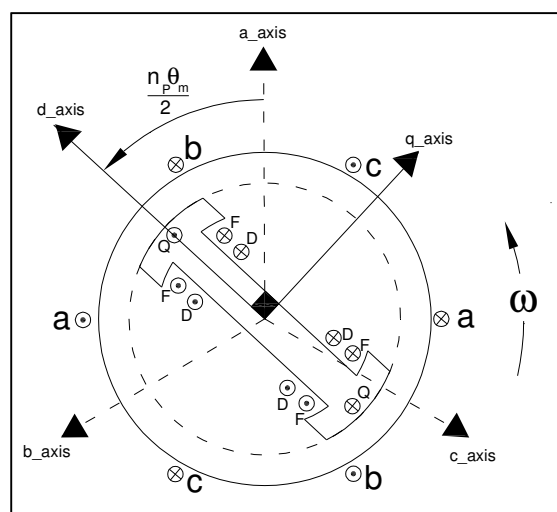 a_axis
n_Pθ_m
2
d_axis
q_axis
b
c
F
D
Q
F
D
ω
a
a
D
F
D
F
Q
b_axis
c_axis
c
b